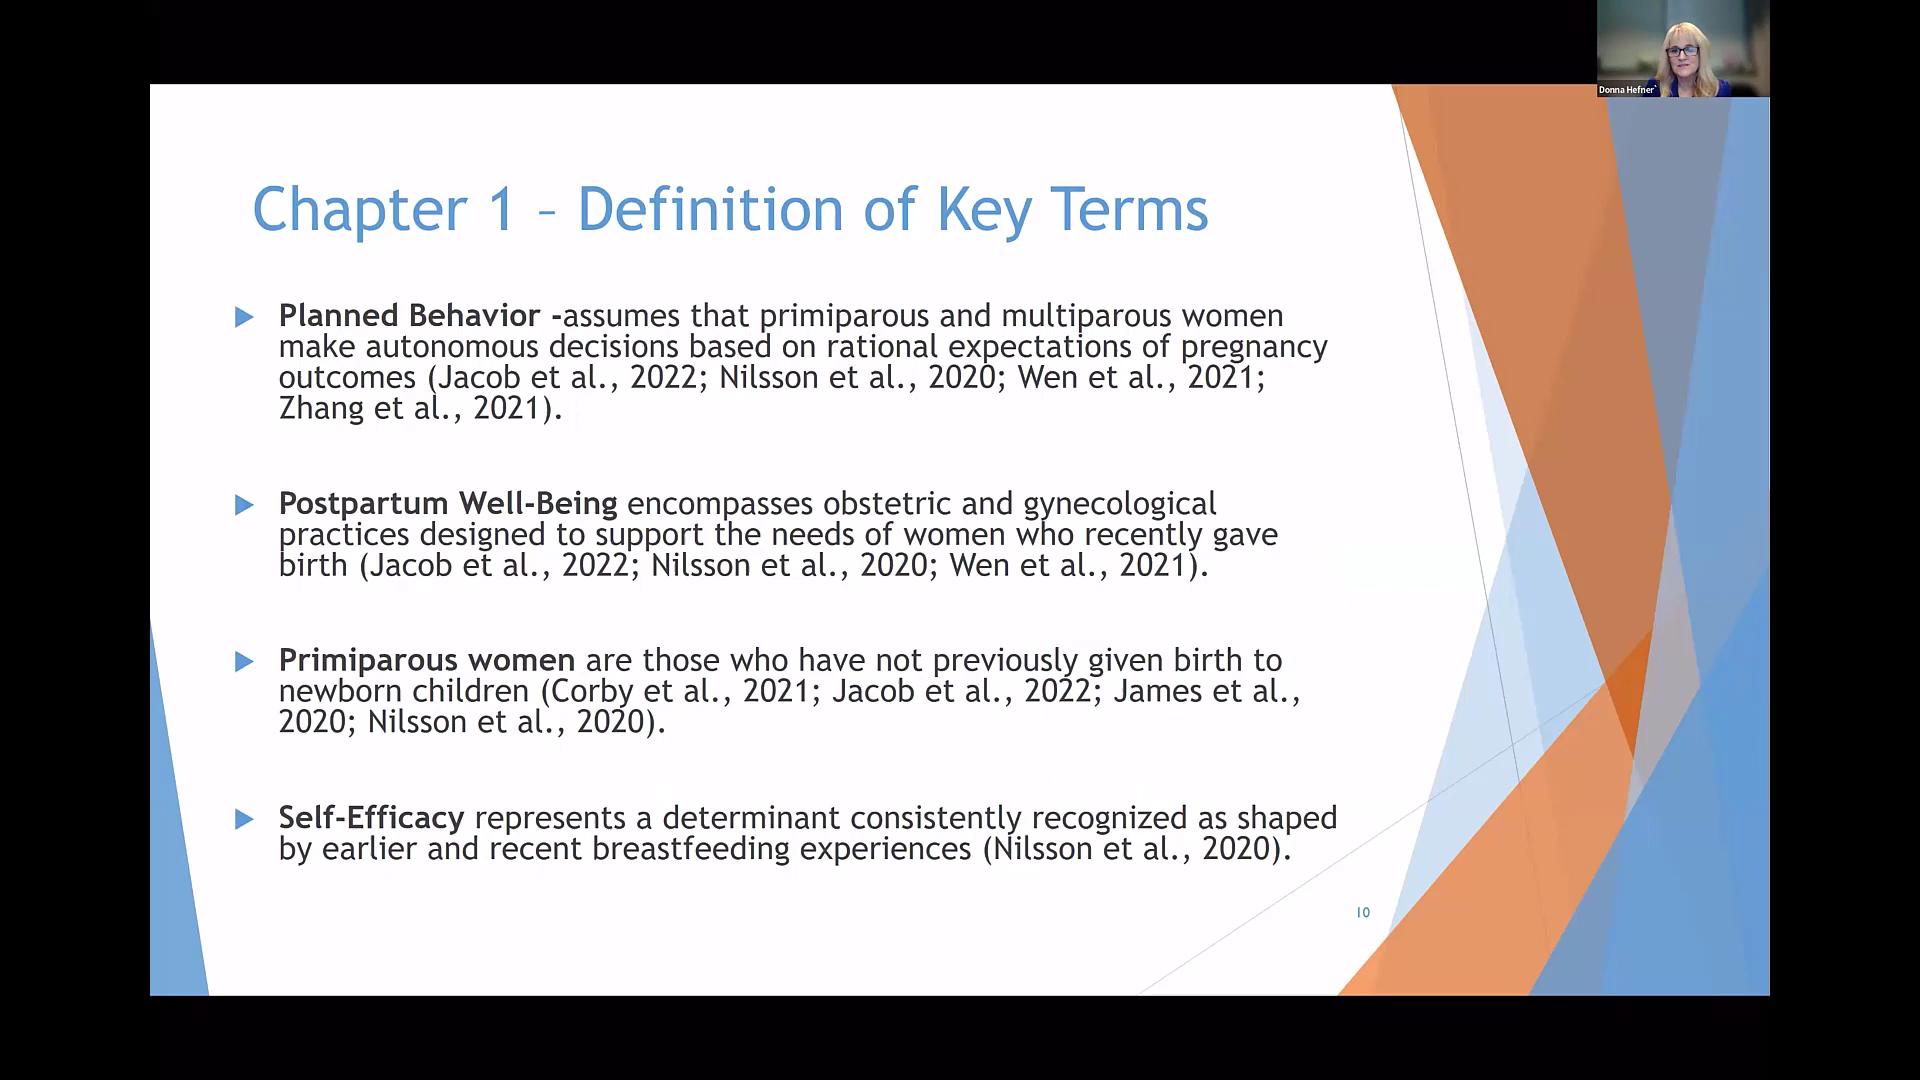 Donna Hefner`
Chapter 1 – Definition of Key Terms
Planned Behavior -assumes that primiparous and multiparous women
make autonomous decisions based on rational expectations of pregnancy
outcomes (Jacob et al., 2022; Nilsson et al., 2020; Wen et al., 2021;
Zhang et al., 2021).
Postpartum Well-Being encompasses obstetric and gynecological
practices designed to support the needs of women who recently gave
birth (Jacob et al., 2022; Nilsson et al., 2020; Wen et al., 2021).
Primiparous women are those who have not previously given birth to
newborn children (Corby et al., 2021; Jacob et al., 2022; James et al.,
2020; Nilsson et al., 2020).
Self-Efficacy represents a determinant consistently recognized as shaped
by earlier and recent breastfeeding experiences (Nilsson et al., 2020).
10